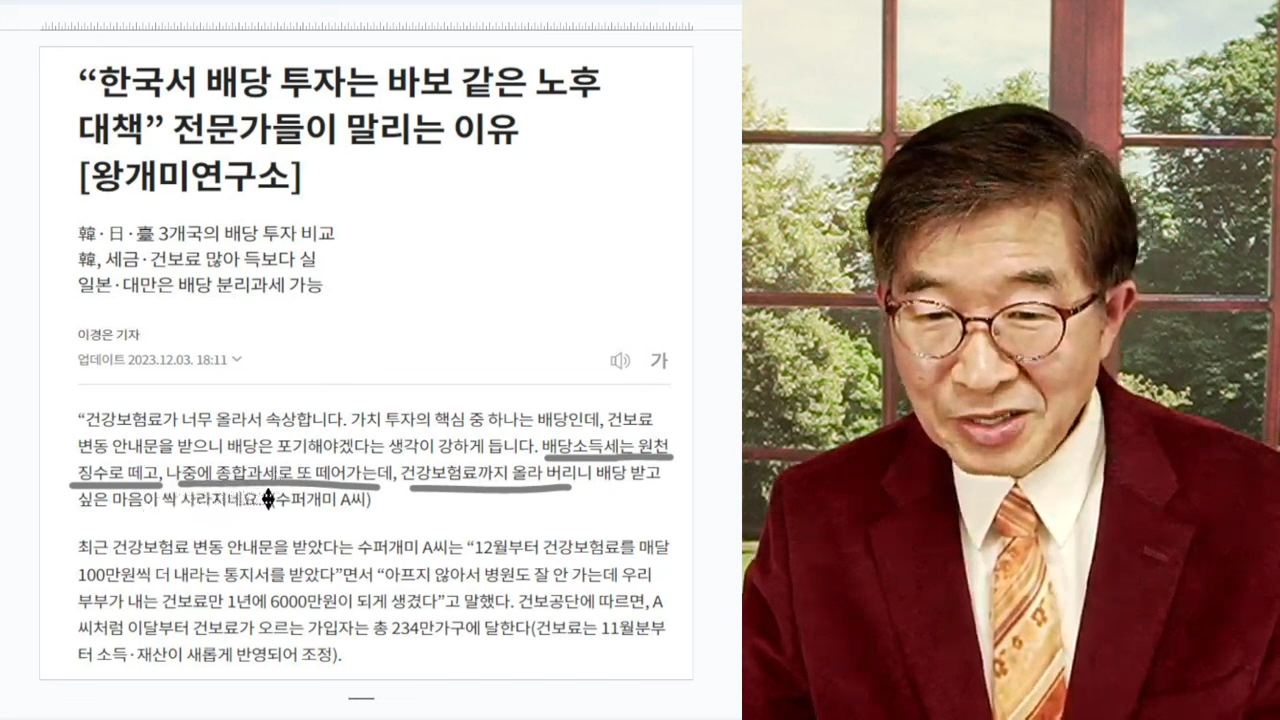 “한국서 배당 투자는 바보 같은 노후
대책” 전문가들이 말리는 이유
[왕개미연구소]
韓·日·臺 3개국의 배당 투자 비교
韓, 세금·건보료 많아 득보다 실
일본·대만은 배당 분리과세 가능
이경은 기자
업데이트 2023.12.03. 18:11
가
“건강보험료가 너무 올라서 속상합니다. 가치 투자의 핵심 중 하나는 배당인데, 건보료
변동 안내문을 받으니 배당은 포기해야겠다는 생각이 강하게 듭니다. 배당소득세는 원천
징수로 떼고, 나중에 종합과세로 또 떼어가는데, 건강보험료까지 올라 버리니 배당 받고
싶은 마음이 싹 사라지네요. 수퍼개미 A씨)
최근 건강보험료 변동 안내문을 받았다는 수퍼개미 A씨는 “12월부터 건강보험료를 매달
100만원씩 더 내라는 통지서를 받았다”면서 “아프지 않아서 병원도 잘 안 가는데 우리
부부가 내는 건보료만 1년에 6000만원이 되게 생겼다”고 말했다. 건보공단에 따르면, A
씨처럼 이달부터 건보료가 오르는 가입자는 총 234만가구에 달한다(건보료는 11월분부
터 소득·재산이 새롭게 반영되어 조정).